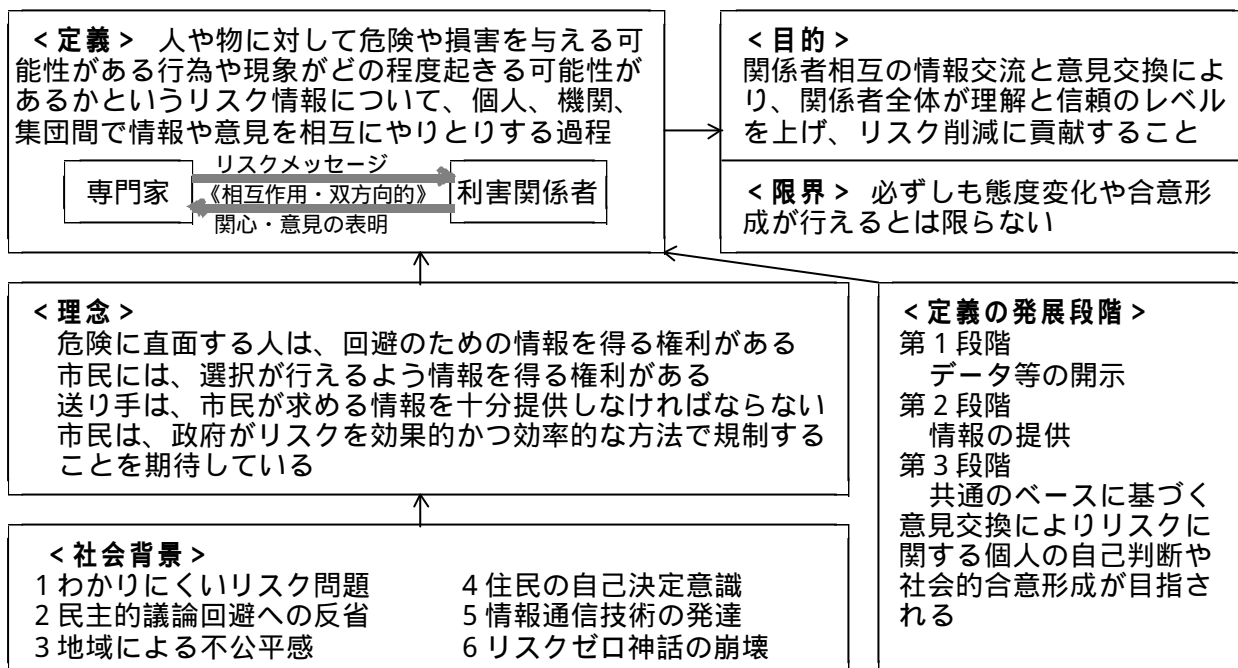 ＜定義＞ 人や物に対して危険や損害を与える可
能性がある行為や現象がどの程度起きる可能性が
あるかというリスク情報について、個人、機関、
集団間で情報や意見を相互にやりとりする過程
リスクメッセージ
専門家
《相互作用・双方向的》
利害関係者
関心・意見の表明
＜目的＞
関係者相互の情報交流と意見交換によ
り、関係者全体が理解と信頼のレベル
を上げ、リスク削減に貢献すること
＜限界＞ 必ずしも態度変化や合意形
成が行えるとは限らない
＜理念＞
危険に直面する人は、回避のための情報を得る権利がある
市民には、選択が行えるよう情報を得る権利がある
送り手は、市民が求める情報を十分提供しなければならない
市民は、政府がリスクを効果的かつ効率的な方法で規制する
ことを期待している
＜定義の発展段階＞
第１段階
データ等の開示
第２段階
情報の提供
第３段階
共通のベースに基づく
意見交換によりリスクに
関する個人の自己判断や
社会的合意形成が目指さ
れる
＜社会背景＞
１わかりにくいリスク問題
２民主的議論回避への反省
３地域による不公平感
４住民の自己決定意識
５情報通信技術の発達
６リスクゼロ神話の崩壊